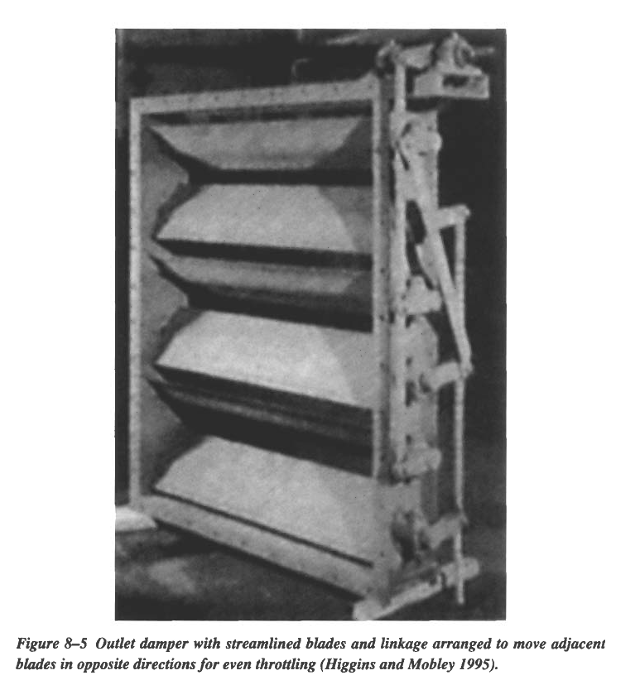 Figure 8–5 Outlet damper with streamlined blades and linkage arranged to move adjacent
blades in opposite directions for even throttling (Higgins and Mobley 1995).